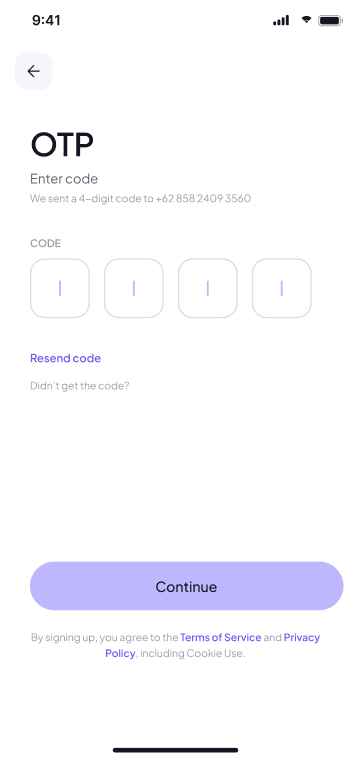 9:41
OTP
Enter code
We sent a 4-digit code to +62 858 2409 3560
CODE
Resend code
Didn't get the code?
Continue
By signing up, you agree to the Terms of Service and Privacy
Policy, including Cookie Use.